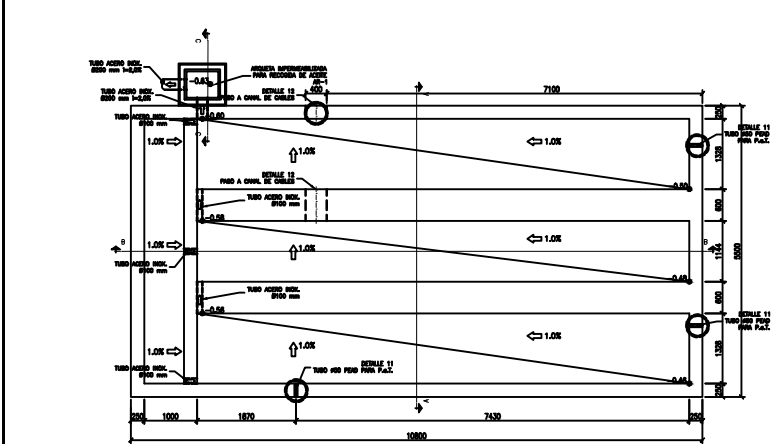 C
TUBO ACERO INOX.
Ø250 mm i=2,0%
-0.63
ARQUETA IMPERMEABILIZADA
PARA RECOGIDA DE ACEITE
AR-1
TUBO ACERO INOX.
Ø200 mm i=2,0%
DETALLE 12
PASO A CANAL DE CABLES
400
7100
TUBO ACERO INOX.
Ø100 mm
-0.60
C
250
DETALLE 11
TUBO Ø80 PEAD
PARA P.a.T.
1.0%
1.0%
1.0%
1328
DETALLE 12
PASO A CANAL DE CABLES
-0.50
TUBO ACERO INOX.
Ø100 mm
600
-0.58
B
1.0%
1.0%
1.0%
B
1144
5500
TUBO ACERO INOX.
Ø100 mm
-0.48
TUBO ACERO INOX.
Ø100 mm
600
-0.56
DETALLE 11
TUBO Ø80 PEAD
PARA P.a.T.
1.0%
1.0%
1.0%
1328
TUBO ACERO INOX.
Ø100 mm
DETALLE 11
TUBO Ø80 PEAD PARA P.a.T.
-0.46
250
250
1000
1870
7430
250
10800